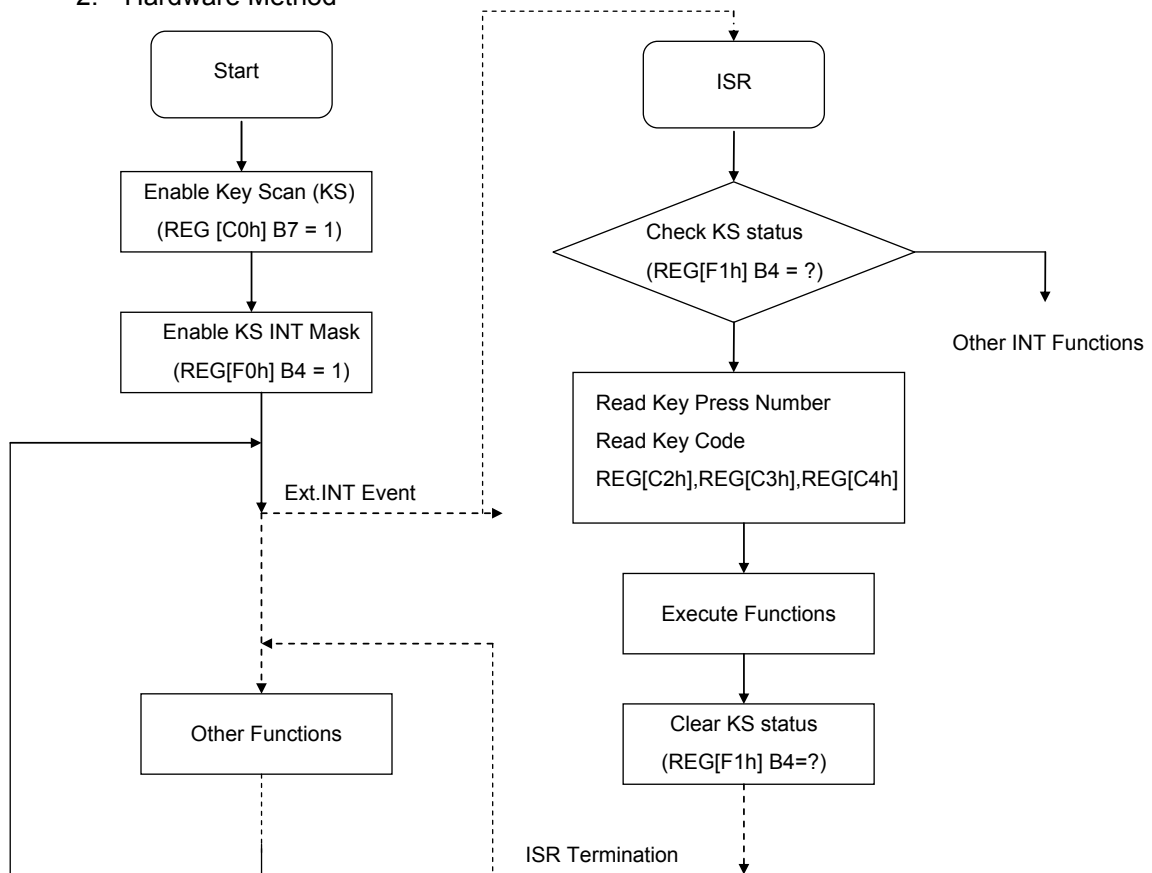 2. Hardware Method
Start
Enable Key Scan (KS)
(REG [C0h] B7 = 1)
Enable KS INT Mask
(REG[F0h] B4 = 1)
Ext.INT Event
Other Functions
ISR
Check KS status
(REG[F1h] B4 = ?)
Other INT Functions
Read Key Press Number
Read Key Code
REG[C2h],REG[C3h],REG[C4h]
Execute Functions
Clear KS status
(REG[F1h] B4=?)
ISR Termination